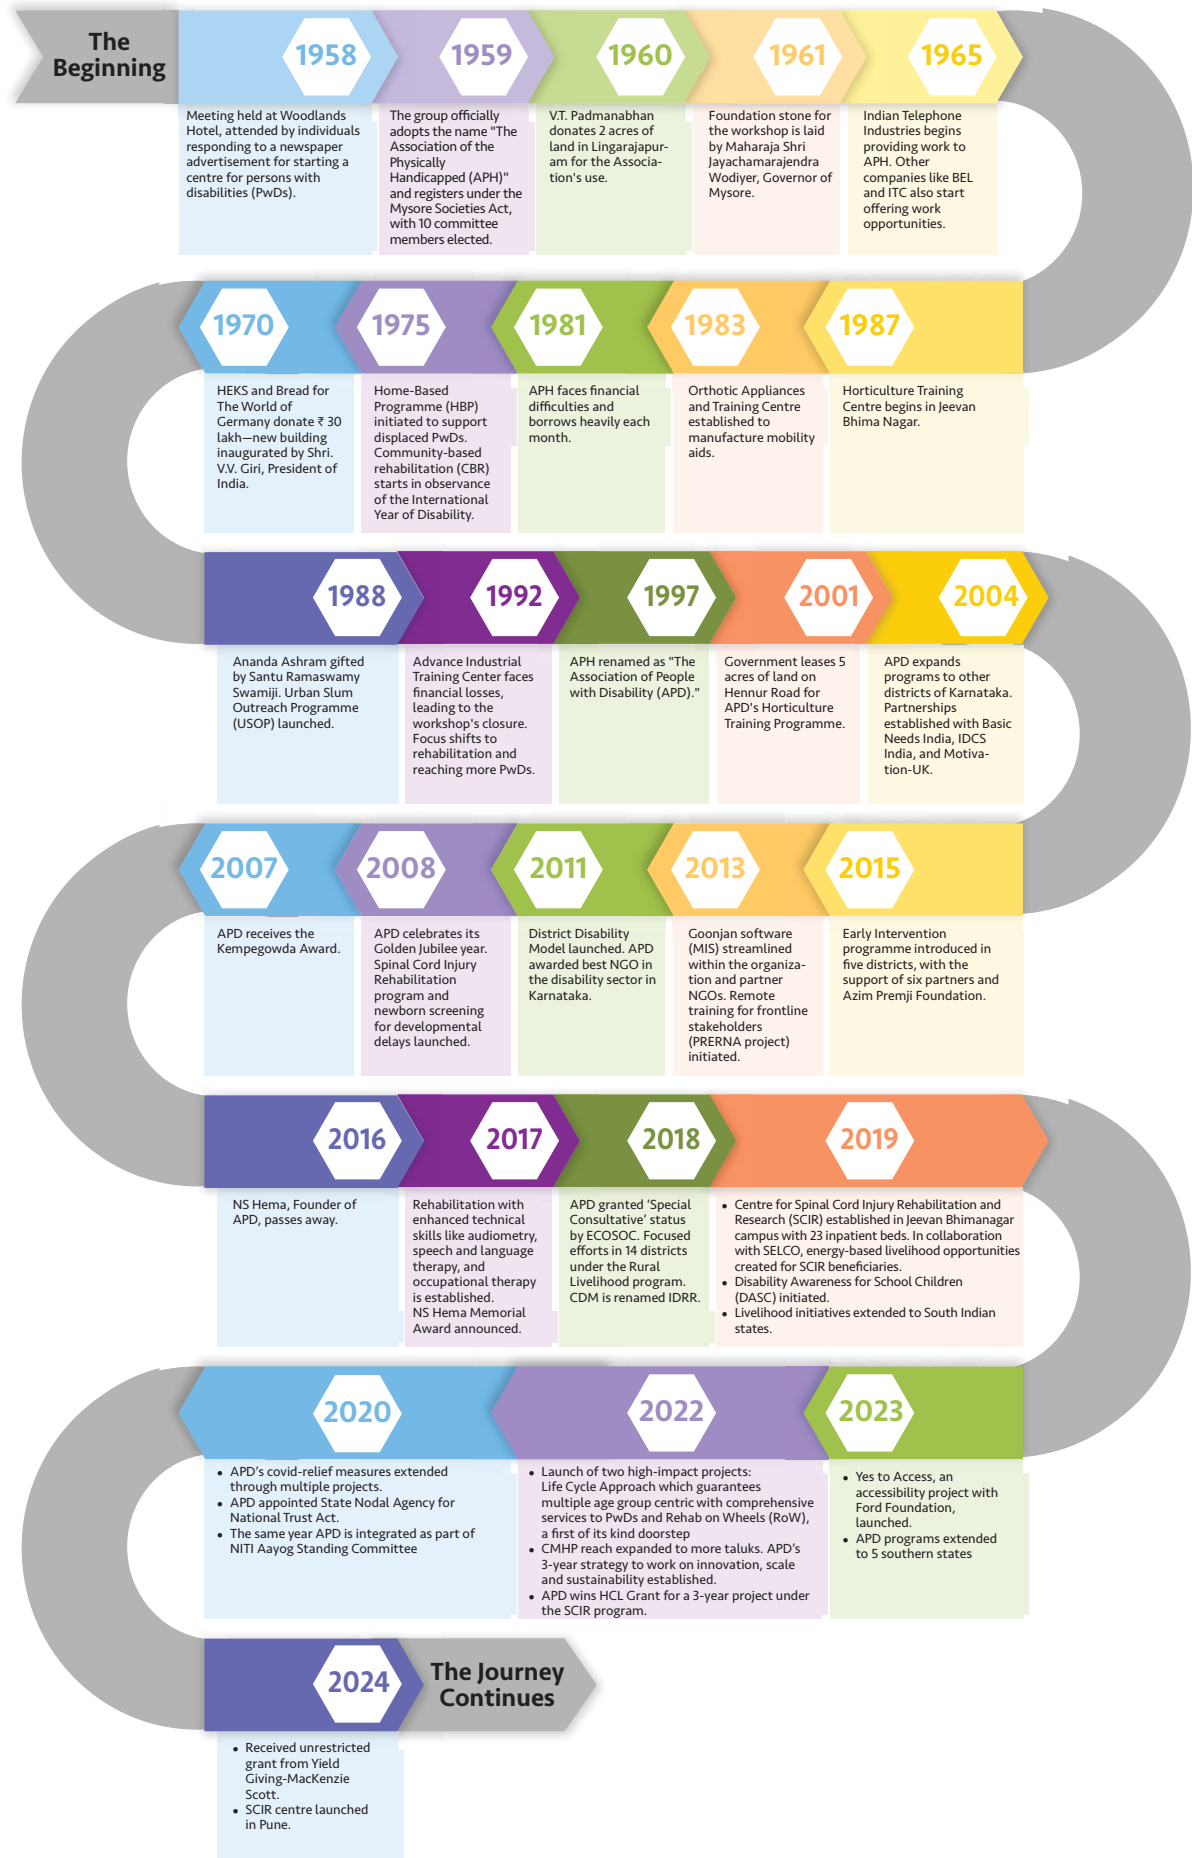 The
Beginning
1958
Meeting held at Woodlands
Hotel, attended by individuals
responding to a newspaper
advertisement for starting a
centre for persons with
disabilities (PwDs).
1959
The group officially
adopts the name "The
Association of the
Physically
Handicapped (APH)"
and registers under the
Mysore Societies Act,
with 10 committee
members elected.
1960
V.T. Padmanabhan
donates 2 acres of
land in Lingarajapur-
am for the Associa-
tion's use.
1961
Foundation stone for
the workshop is laid
by Maharaja Shri
Jayachamarajendra
Wodiyer, Governor of
Mysore.
1965
Indian Telephone
Industries begins
providing work to
APH. Other
companies like BEL
and ITC also start
offering work
opportunities.
1970
HEKS and Bread for
The World of
Germany donate ₹ 30
lakh—new building
inaugurated by Shri.
V.V. Giri, President of
India.
1975
Home-Based
Programme (HBP)
initiated to support
displaced PwDs.
Community-based
rehabilitation (CBR)
starts in observance
of the International
Year of Disability.
1981
APH faces financial
difficulties and
borrows heavily each
month.
1983
Orthotic Appliances
and Training Centre
established to
manufacture mobility
aids.
1987
Horticulture Training
Centre begins in Jeevan
Bhima Nagar.
1988
Ananda Ashram gifted
by Santu Ramaswamy
Swamiji. Urban Slum
Outreach Programme
(USOP) launched.
1992
Advance Industrial
Training Center faces
financial losses,
leading to the
workshop's closure.
Focus shifts to
rehabilitation and
reaching more PwDs.
1997
APH renamed as "The
Association of People
with Disability (APD)."
2001
Government leases 5
acres of land on
Hennur Road for
APD's Horticulture
Training Programme.
2004
APD expands
programs to other
districts of Karnataka.
Partnerships
established with Basic
Needs India, IDCS
India, and Motiva-
tion-UK.
2007
APD receives the
Kempegowda Award.
2008
APD celebrates its
Golden Jubilee year.
Spinal Cord Injury
Rehabilitation
program and
newborn screening
for developmental
delays launched.
2011
District Disability
Model launched. APD
awarded best NGO in
the disability sector in
Karnataka.
2013
Goonjan software
(MIS) streamlined
within the organiza-
tion and partner
NGOs. Remote
training for frontline
stakeholders
(PRERNA project)
initiated.
2015
Early Intervention
programme introduced in
five districts, with the
support of six partners and
Azim Premji Foundation.
2016
NS Hema, Founder of
APD, passes away.
2017
Rehabilitation with
enhanced technical
skills like audiometry,
speech and language
therapy, and
occupational therapy
is established.
NS Hema Memorial
Award announced.
2018
APD granted ‘Special
Consultative’ status
by ECOSOC. Focused
efforts in 14 districts
under the Rural
Livelihood program.
CDM is renamed IDRR.
2019
• Centre for Spinal Cord Injury Rehabilitation and
Research (SCIR) established in Jeevan Bhimanagar
campus with 23 inpatient beds. In collaboration
with SELCO, energy-based livelihood opportunities
created for SCIR beneficiaries.
• Disability Awareness for School Children
(DASC) initiated.
• Livelihood initiatives extended to South Indian
states.
2020
• APD’s covid-relief measures extended
through multiple projects.
• APD appointed State Nodal Agency for
National Trust Act.
• The same year APD is integrated as part of
NITI Aayog Standing Committee
2022
• Launch of two high-impact projects:
Life Cycle Approach which guarantees
multiple age group centric with comprehensive
services to PwDs and Rehab on Wheels (RoW),
a first of its kind doorstep
• CMHP reach expanded to more taluks. APD’s
3-year strategy to work on innovation, scale
and sustainability established.
• APD wins HCL Grant for a 3-year project under
the SCIR program.
2023
• Yes to Access, an
accessibility project with
Ford Foundation,
launched.
• APD programs extended
to 5 southern states
2024
• Received unrestricted
grant from Yield
Giving-MacKenzie
Scott.
• SCIR centre launched
in Pune.
The Journey
Continues